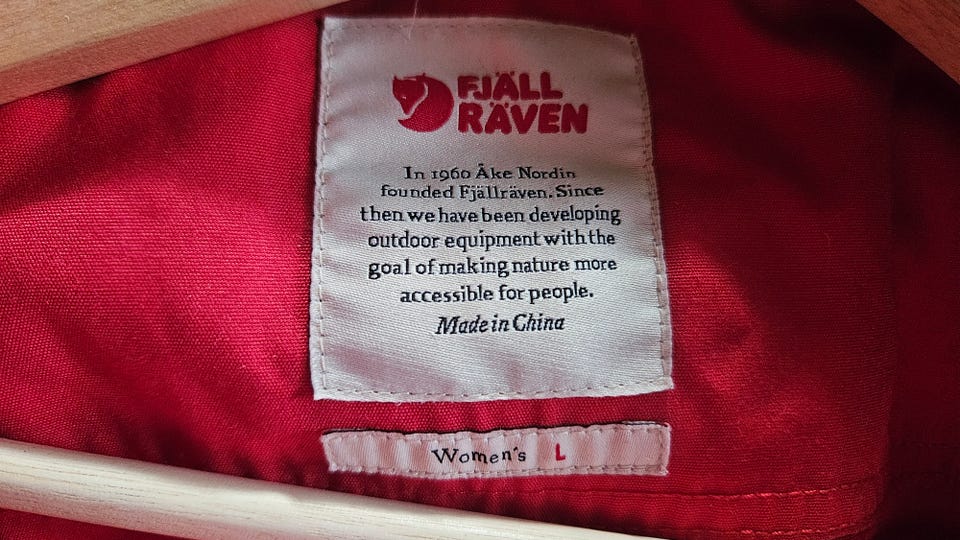 FJÄLL
RÄVEN
In 1960 Åke Nordin
founded Fjällräven. Since
then we have been developing
outdoor equipment with the
goal of making nature more
accessible for people.
Made in China
Women's L